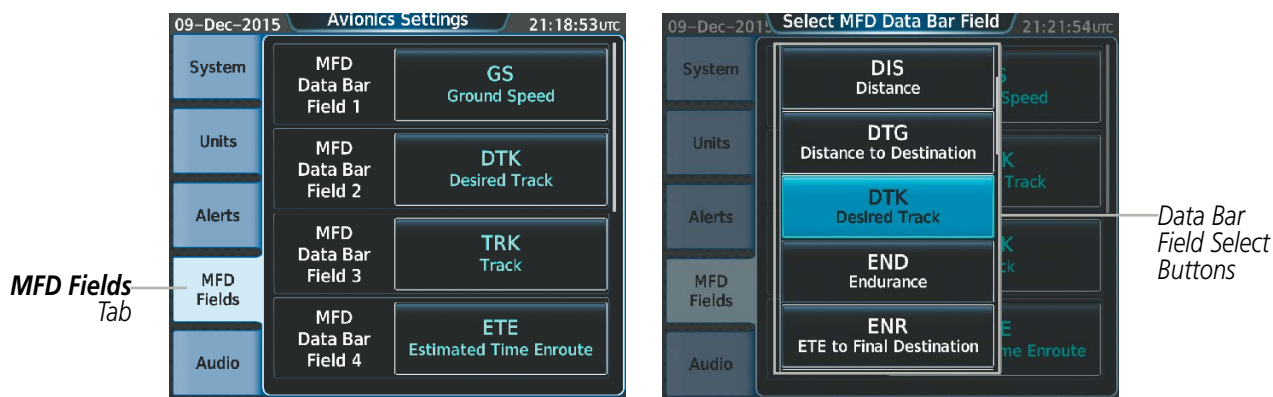 09-Dec-2015 Avionics Settings 21:18:53UTC
System
Units
Alerts
MFD
Fields
Audio
MFD
Data Bar
Field 1
GS
Ground Speed
MFD
Data Bar
Field 2
DTK
Desired Track
MFD
Data Bar
Field 3
TRK
Track
MFD
Data Bar
Field 4
ETE
Estimated Time Enroute
MFD Fields
Tab
09-Dec-201 Select MFD Data Bar Field 21:21:54UTC
System
Units
Alerts
MFD
Fields
Audio
DIS
Distance
DTG
Distance to Destination
DTK
Desired Track
END
Endurance
ENR
ETE to Final Destination
Speed
K
Track
K
E
me Enroute
Data Bar
Field Select
Buttons